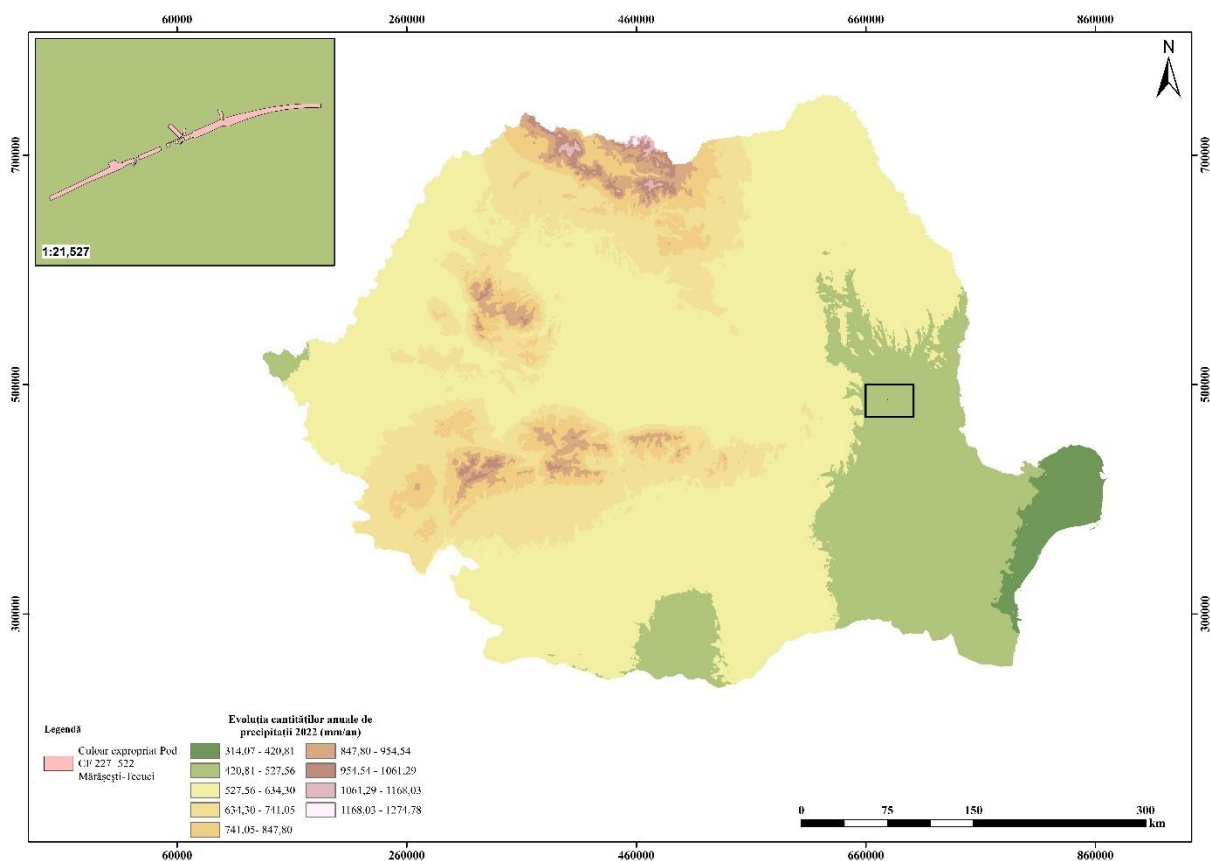 60000 260000 460000 660000 860000
N
700000 700000
1:21,527
500000 500000
300000 300000
Legendă
Culoar expropriat Pod
CF 227–522
Mărășești-Tecuci
Evoluția cantităților anuale de
precipitații 2022 (mm/an)
314,07 - 420,81
420,81 - 527,56
527,56 - 634,30
634,30 - 741,05
741,05- 847,80
847,80 - 954,54
954,54 - 1061,29
1061,29 - 1168,03
1168,03 - 1274,78
0 75 150 300
km
60000 260000 460000 660000 860000